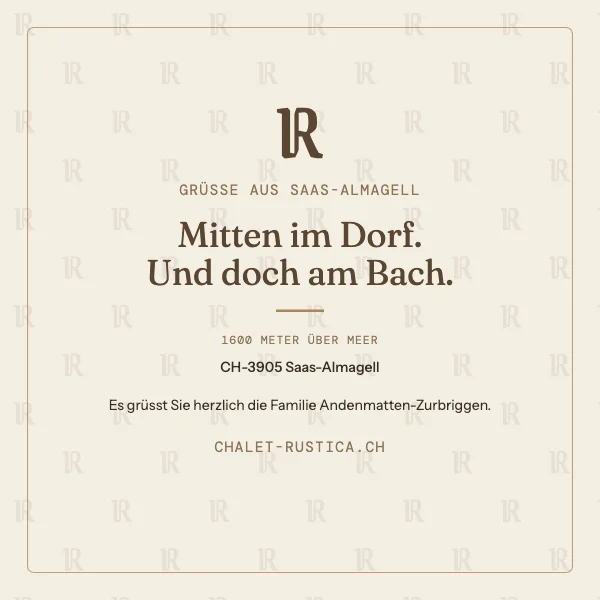 R
GRÜSSE AUS SAAS-ALMAGELL
Mitten im Dorf.
Und doch am Bach.
1600 METER ÜBER MEER
CH-3905 Saas-Almagell
Es grüsst Sie herzlich die Familie Andenmatten-Zurbriggen.
CHALET-RUSTICA.CH